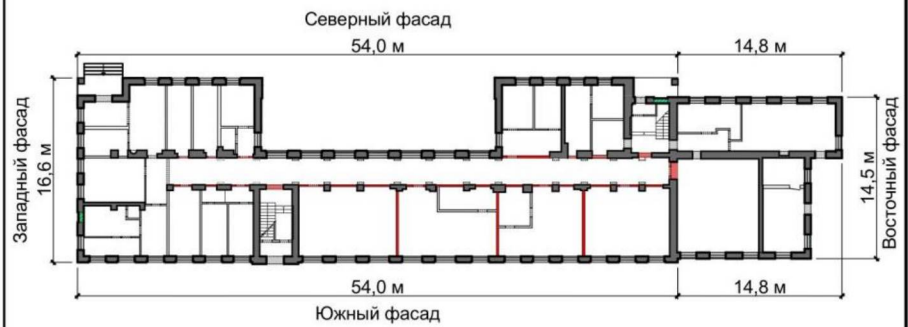 Северный фасад
54,0 м
14,8 м
Западный фасад
16,6 м
14,5 м
Восточный фасад
54,0 м
14,8 м
Южный фасад